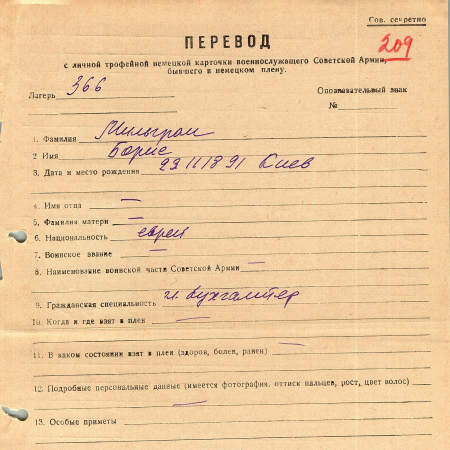 Сов. секретно
209
ПЕРЕВОД
с личной трофейной немецкой карточки военнослужащего Советской Армии,
бывшего в немецком плену.
Лагерь 366
Опознавательный знак
№
1. Фамилия Мильграм
2 Имя Борис
3. Дата и место рождения 23 II 1891 Киев
4. Имя отца —
5. Фамилия матери —
6. Национальность еврей
7. Воинское звание —
8. Наименование воинской части Советской Армии —
9. Гражданская специальность гл. бухгалтер
10. Когда и где взят в плен —
11. В каком состоянии взят в плен (здоров, болен, ранен) —
12. Подробные персональные данные (имеется фотография, оттиск пальцев, рост, цвет волос)
—
13. Особые приметы